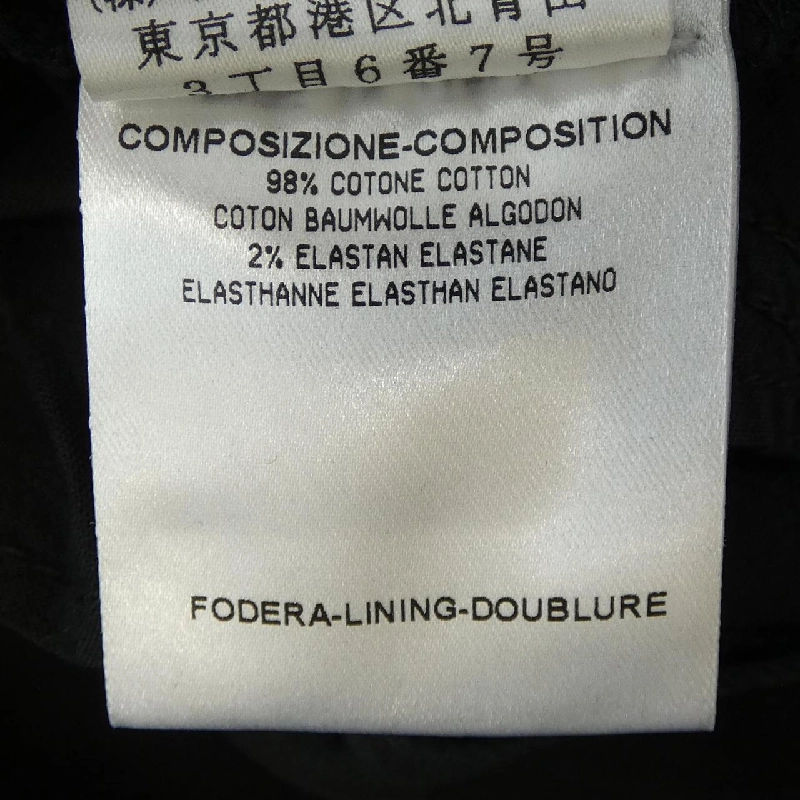 (株)
東京都港区北青山
3丁目6番7号
COMPOSIZIONE-COMPOSITION
98% COTONE COTTON
COTON BAUMWOLLE ALGODON
2% ELASTAN ELASTANE
ELASTHANNE ELASTHAN ELASTANO
FODERA-LINING-DOUBLURE